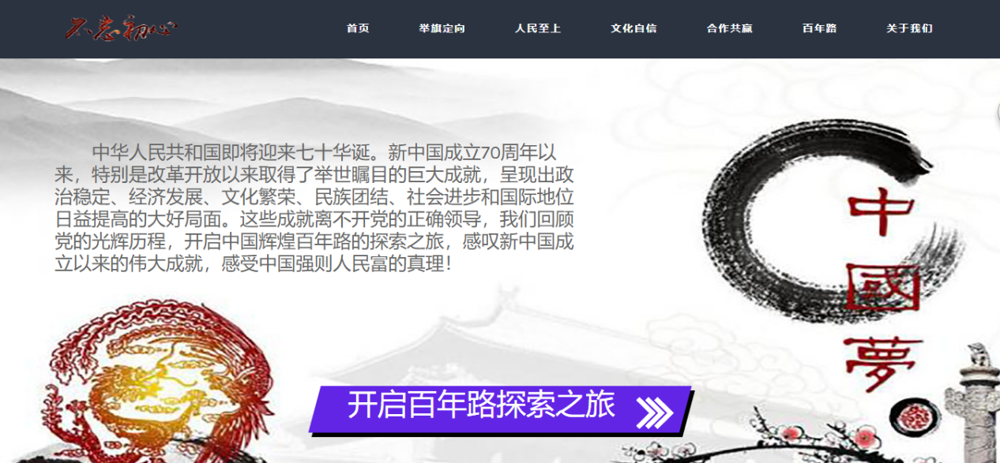 不忘初心
首页 举旗定向 人民至上 文化自信 合作共赢 百年路 关于我们
中华人民共和国即将迎来七十华诞。新中国成立70周年以
来，特别是改革开放以来取得了举世瞩目的巨大成就，呈现出政
治稳定、经济发展、文化繁荣、民族团结、社会进步和国际地位
日益提高的大好局面。这些成就离不开党的正确领导，我们回顾
党的光辉历程，开启中国辉煌百年路的探索之旅，感叹新中国成
立以来的伟大成就，感受中国强则人民富的真理！
中
國
夢
开启百年路探索之旅